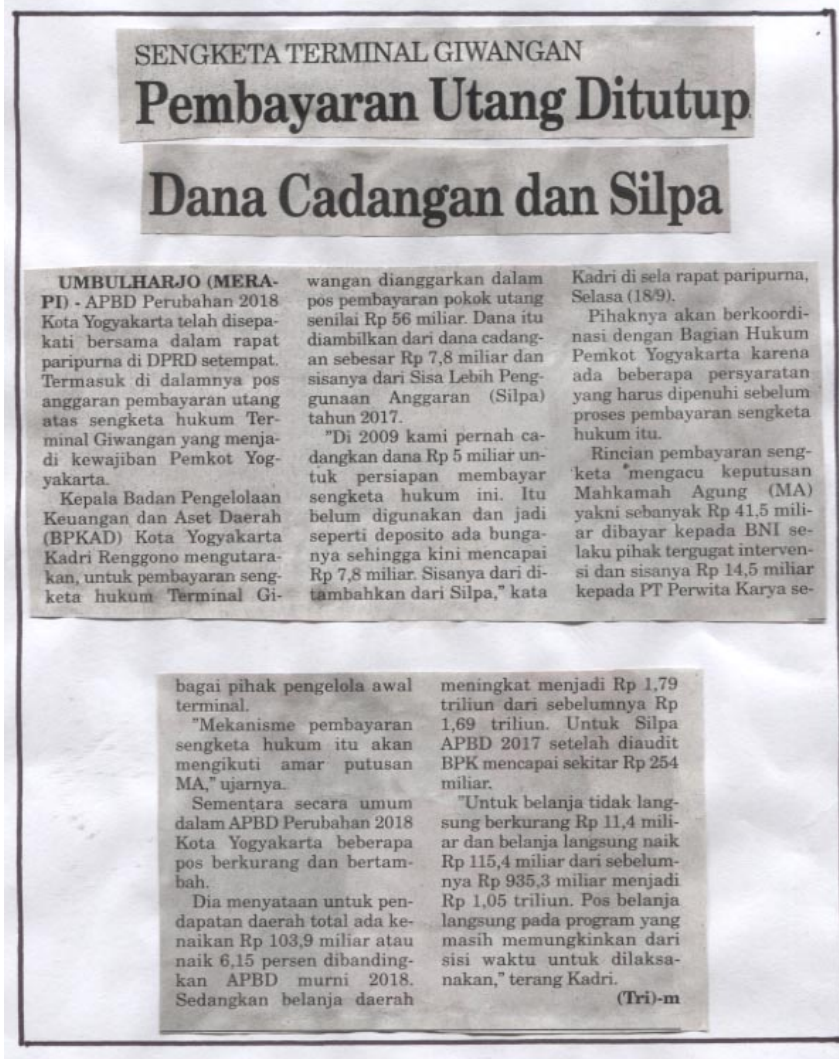 SENGKETA TERMINAL GIWANGAN
Pembayaran Utang Ditutup
Dana Cadangan dan Silpa
UMBULHARJO (MERA-
PI) - APBD Perubahan 2018
Kota Yogyakarta telah disepa-
kati bersama dalam rapat
paripurna di DPRD setempat.
Termasuk di dalamnya pos
anggaran pembayaran utang
atas sengketa hukum Ter-
minal Giwangan yang menja-
di kewajiban Pemkot Yog-
yakarta.
Kepala Badan Pengelolaan
Keuangan dan Aset Daerah
(BPKAD) Kota Yogyakarta
Kadri Renggono mengutara-
kan, untuk pembayaran seng-
keta hukum Terminal Gi-
wangan dianggarkan dalam
pos pembayaran pokok utang
senilai Rp 56 miliar. Dana itu
diambilkan dari dana cadang-
an sebesar Rp 7,8 miliar dan
sisanya dari Sisa Lebih Peng-
gunaan Anggaran (Silpa)
tahun 2017.
"Di 2009 kami pernah ca-
dangkan dana Rp 5 miliar un-
tuk persiapan membayar
sengketa hukum ini. Itu
belum digunakan dan jadi
seperti deposito ada bunga-
nya sehingga kini mencapai
Rp 7,8 miliar. Sisanya dari di-
tambahkan dari Silpa," kata
Kadri di sela rapat paripurna,
Selasa (18/9).
Pihaknya akan berkoordi-
nasi dengan Bagian Hukum
Pemkot Yogyakarta karena
ada beberapa persyaratan
yang harus dipenuhi sebelum
proses pembayaran sengketa
hukum itu.
Rincian pembayaran seng-
keta mengacu keputusan
Mahkamah Agung (MA)
yakni sebanyak Rp 41,5 mili-
ar dibayar kepada BNI se-
laku pihak tergugat interven-
si dan sisanya Rp 14,5 miliar
kepada PT Perwita Karya se-
bagai pihak pengelola awal
terminal.
"Mekanisme pembayaran
sengketa hukum itu akan
mengikuti amar putusan
MA," ujarnya.
Sementara secara umum
dalam APBD Perubahan 2018
Kota Yogyakarta beberapa
pos berkurang dan bertam-
bah.
Dia menyataan untuk pen-
dapatan daerah total ada ke-
naikan Rp 103,9 miliar atau
naik 6,15 persen dibanding-
kan APBD murni 2018.
Sedangkan belanja daerah
meningkat menjadi Rp 1,79
triliun dari sebelumnya Rp
1,69 triliun. Untuk Silpa
APBD 2017 setelah diaudit
BPK mencapai sekitar Rp 254
miliar.
"Untuk belanja tidak lang-
sung berkurang Rp 11,4 mili-
ar dan belanja langsung naik
Rp 115,4 miliar dari sebelum-
nya Rp 935,3 miliar menjadi
Rp 1,05 triliun. Pos belanja
langsung pada program yang
masih memungkinkan dari
sisi waktu untuk dilaksa-
nakan," terang Kadri.
(Tri)-m